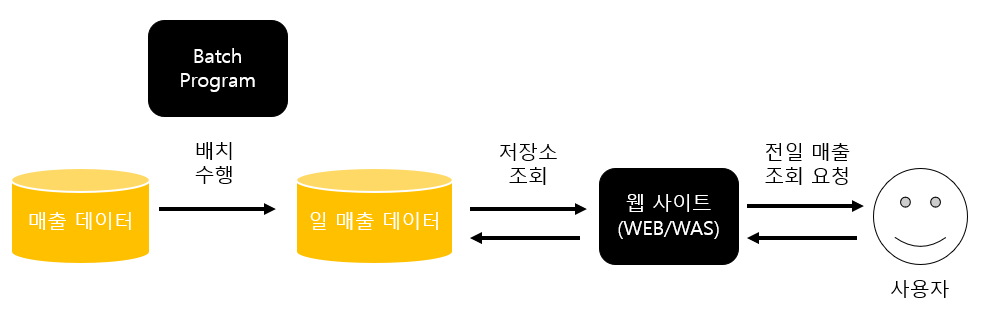 Batch
Program
배치
수행
저장소
조회
전일 매출
조회 요청
매출 데이터
일 매출 데이터
웹 사이트
(WEB/WAS)
사용자